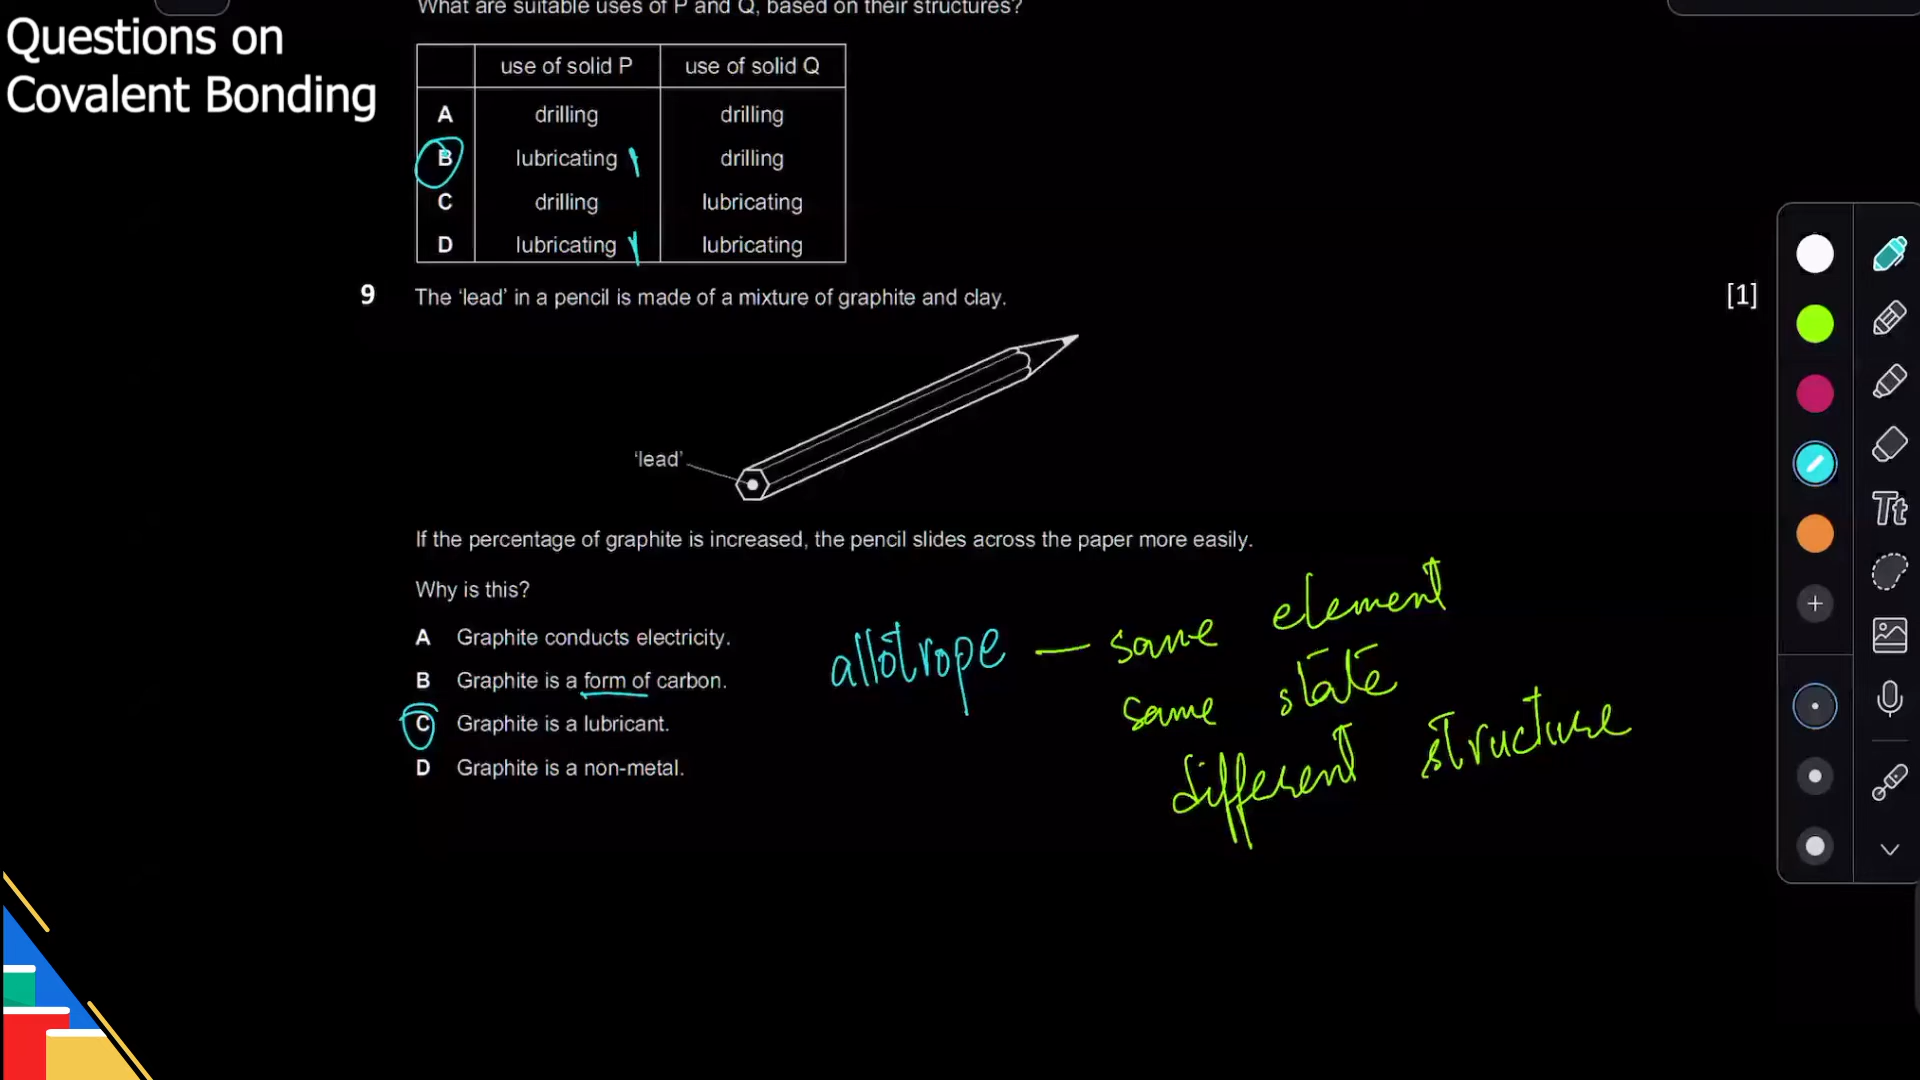 Questions on
Covalent Bonding
What are suitable uses of P and Q, based on their structures?
use of solid P use of solid Q
A drilling drilling
B lubricating drilling
C drilling lubricating
D lubricating lubricating
9 The ‘lead’ in a pencil is made of a mixture of graphite and clay. [1]
‘lead’
If the percentage of graphite is increased, the pencil slides across the paper more easily.
Why is this?
A Graphite conducts electricity.
B Graphite is a form of carbon.
C Graphite is a lubricant.
D Graphite is a non-metal.
allotrope — same element
same state
different structure
Tt